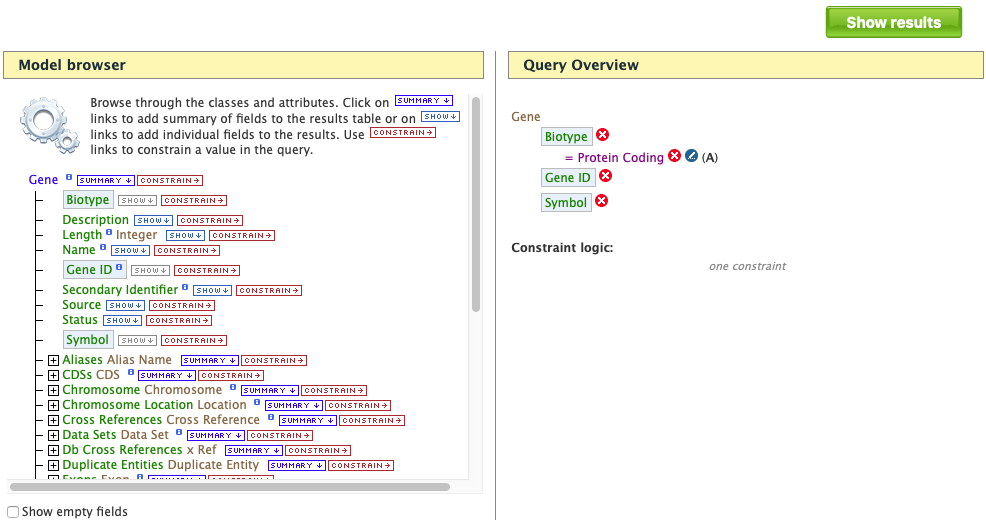 Show results
Model browser
Browse through the classes and attributes. Click on SUMMARY ↓
links to add summary of fields to the results table or on SHOW ↓
links to add individual fields to the results. Use CONSTRAIN →
links to constrain a value in the query.
Gene i SUMMARY ↓ CONSTRAIN →
Biotype SHOW ↓ CONSTRAIN →
Description SHOW ↓ CONSTRAIN →
Length i Integer SHOW ↓ CONSTRAIN →
Name i SHOW ↓ CONSTRAIN →
Gene ID i SHOW ↓ CONSTRAIN →
Secondary Identifier i SHOW ↓ CONSTRAIN →
Source SHOW ↓ CONSTRAIN →
Status SHOW ↓ CONSTRAIN →
Symbol SHOW ↓ CONSTRAIN →
Aliases Alias Name SUMMARY ↓ CONSTRAIN →
CDSs CDS i SUMMARY ↓ CONSTRAIN →
Chromosome Chromosome i SUMMARY ↓ CONSTRAIN →
Chromosome Location Location i SUMMARY ↓ CONSTRAIN →
Cross References Cross Reference i SUMMARY ↓ CONSTRAIN →
Data Sets Data Set i SUMMARY ↓ CONSTRAIN →
Db Cross References x Ref SUMMARY ↓ CONSTRAIN →
Duplicate Entities Duplicate Entity SUMMARY ↓ CONSTRAIN →
Exons Exon i SUMMARY ↓ CONSTRAIN →
Show empty fields
Query Overview
Gene
Biotype
= Protein Coding (A)
Gene ID
Symbol
Constraint logic:
one constraint